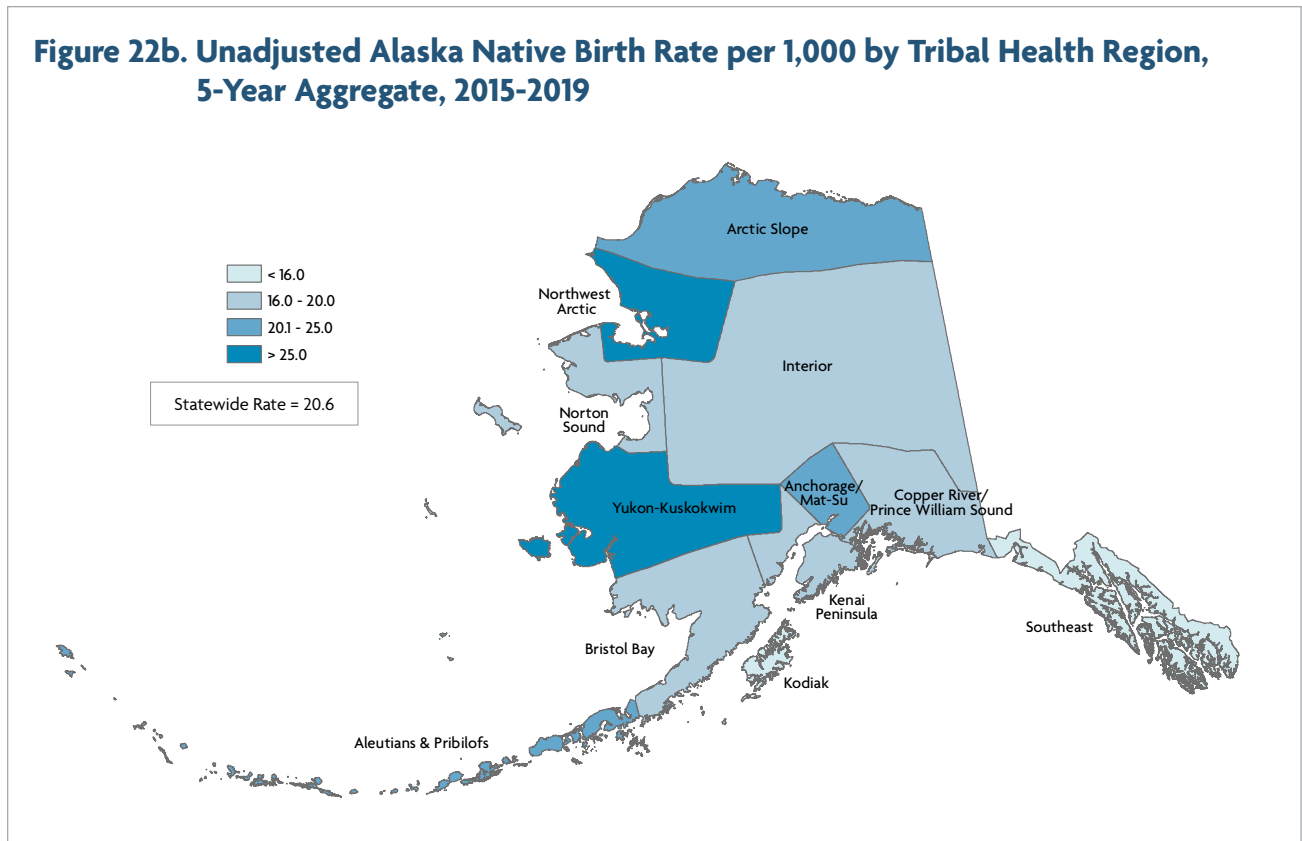 Figure 22b. Unadjusted Alaska Native Birth Rate per 1,000 by Tribal Health Region,
5-Year Aggregate, 2015-2019
Arctic Slope
< 16.0
16.0 - 20.0
20.1 - 25.0
> 25.0
Northwest
Arctic
Interior
Statewide Rate = 20.6
Norton
Sound
Anchorage/
Mat-Su
Copper River/
Prince William Sound
Yukon-Kuskokwim
Kenai
Peninsula
Southeast
Bristol Bay
Kodiak
Aleutians & Pribilofs